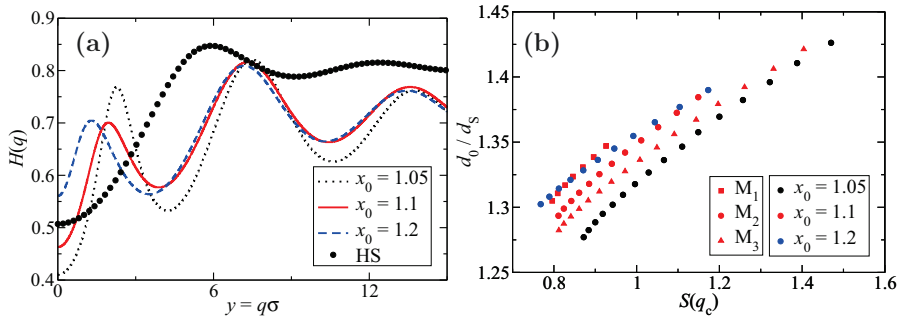 (a)
H(q)
0.9
0.8
0.7
0.6
0.5
0.4
0
6
12
y = qσ
x₀ = 1.05
x₀ = 1.1
x₀ = 1.2
HS
(b)
d₀ / dₛ
1.45
1.4
1.35
1.3
1.25
0.8
1
1.2
1.4
1.6
S(q_c)
M₁
M₂
M₃
x₀ = 1.05
x₀ = 1.1
x₀ = 1.2